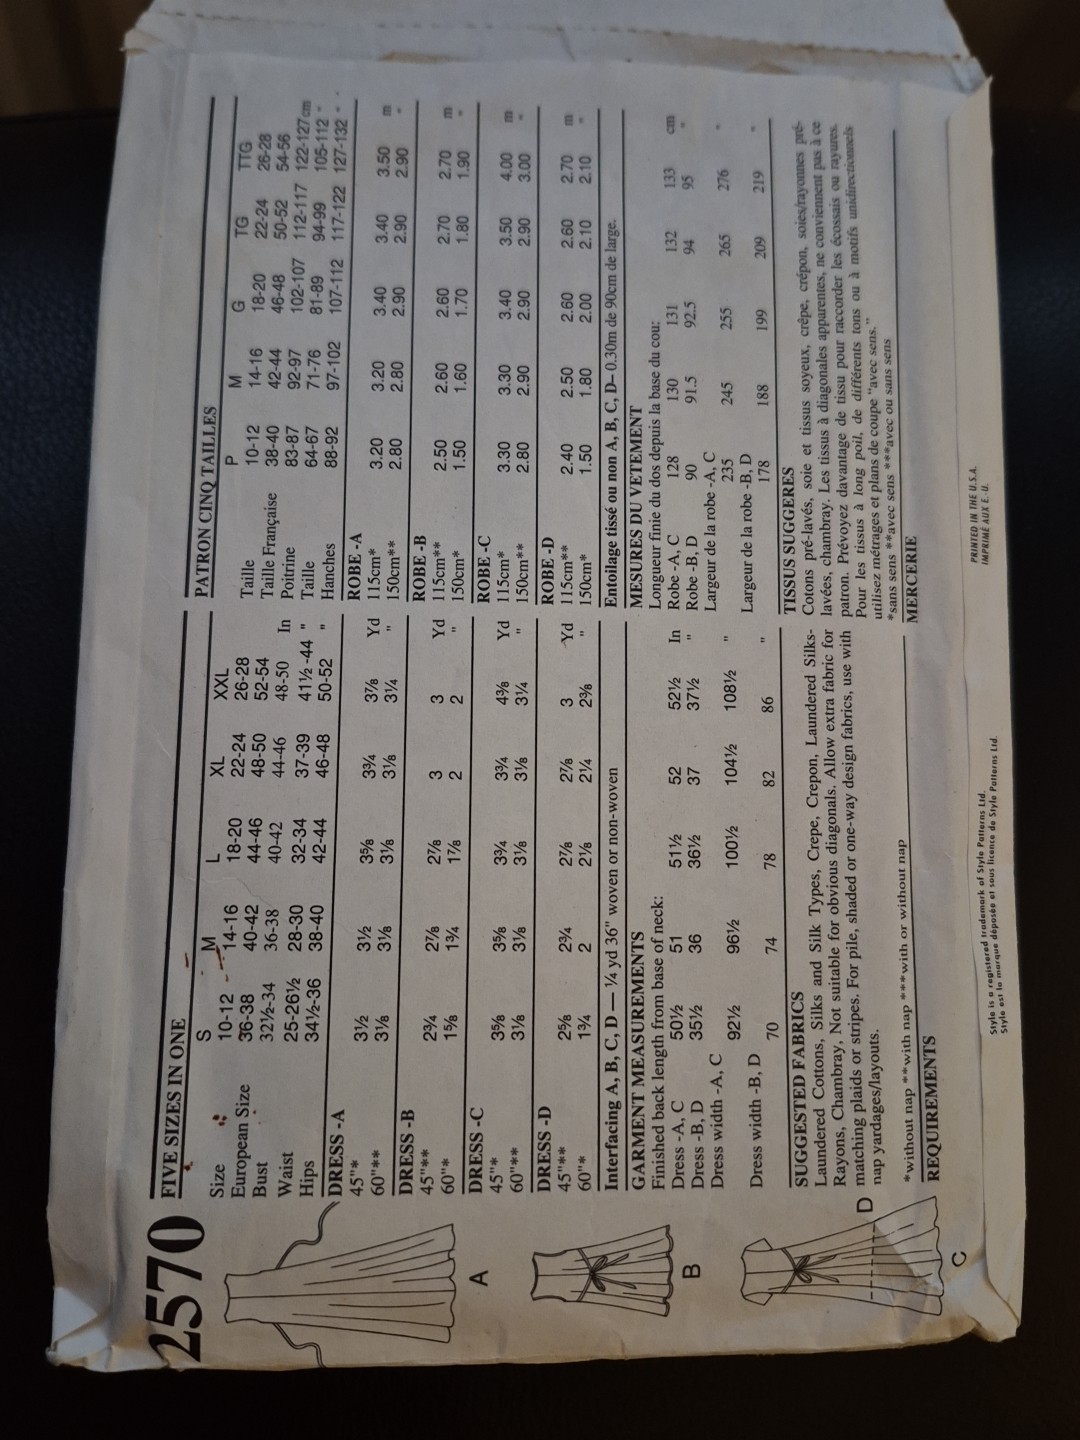 2570
FIVE SIZES IN ONE
S M L XL XXL
Size 10-12 14-16 18-20 22-24 26-28
European Size 36-38 40-42 44-46 48-50 52-54
Bust 32½-34 36-38 40-42 44-46 48-50 In
Waist 25-26½ 28-30 32-34 37-39 41½-44 "
Hips 34½-36 38-40 42-44 46-48 50-52 "
DRESS -A
45"* 3½ 3½ 3⅝ 3¾ 3⅞ Yd
60"** 3⅛ 3⅛ 3⅛ 3⅛ 3¼ "
DRESS -B
45"** 2¾ 2⅞ 2⅞ 3 3 Yd
60"* 1⅝ 1¾ 1⅞ 2 2 "
DRESS -C
45"* 3⅝ 3⅝ 3¾ 3¾ 4⅜ Yd
60"** 3⅛ 3⅛ 3⅛ 3⅛ 3¼ "
DRESS -D
45"** 2⅝ 2¾ 2⅞ 2⅞ 3 Yd
60"* 1¾ 2 2⅛ 2¼ 2⅜ "
Interfacing A, B, C, D — ¼ yd 36" woven or non-woven
GARMENT MEASUREMENTS
Finished back length from base of neck:
Dress -A, C 50½ 51 51½ 52 52½ In
Dress -B, D 35½ 36 36½ 37 37½ "
Dress width -A, C
92½ 96½ 100½ 104½ 108½ "
Dress width -B, D
70 74 78 82 86 "
SUGGESTED FABRICS
Laundered Cottons, Silks and Silk Types, Crepe, Crepon, Laundered Silks-
Rayons, Chambray, Not suitable for obvious diagonals. Allow extra fabric for
matching plaids or stripes. For pile, shaded or one-way design fabrics, use with
nap yardages/layouts.
*without nap **with nap ***with or without nap
REQUIREMENTS
PATRON CINQ TAILLES
P M G TG TTG
Taille 10-12 14-16 18-20 22-24 26-28
Taille Française 38-40 42-44 46-48 50-52 54-56
Poitrine 83-87 92-97 102-107 112-117 122-127 cm
Taille 64-67 71-76 81-89 94-99 105-112 "
Hanches 88-92 97-102 107-112 117-122 127-132 "
ROBE -A
115cm* 3.20 3.20 3.40 3.40 3.50 m
150cm** 2.80 2.80 2.90 2.90 2.90 "
ROBE -B
115cm** 2.50 2.60 2.60 2.70 2.70 m
150cm* 1.50 1.60 1.70 1.80 1.90 "
ROBE -C
115cm* 3.30 3.30 3.40 3.50 4.00 m
150cm** 2.80 2.90 2.90 2.90 3.00 "
ROBE -D
115cm** 2.40 2.50 2.60 2.60 2.70 m
150cm* 1.50 1.80 2.00 2.10 2.10 "
Entoilage tissé ou non A, B, C, D– 0.30m de 90cm de large.
MESURES DU VETEMENT
Longueur finie du dos depuis la base du cou:
Robe -A, C 128 130 131 132 133 cm
Robe -B, D 90 91.5 92.5 94 95 "
Largeur de la robe -A, C
235 245 255 265 276 "
Largeur de la robe -B, D
178 188 199 209 219 "
TISSUS SUGGERES
Cotons pré-lavés, soie et tissus soyeux, crêpe, crépon, soies/rayonnes pré-
lavées, chambray. Les tissus à diagonales apparentes, ne conviennent pas à ce
patron. Prévoyez davantage de tissu pour raccorder les écossais ou rayures.
Pour les tissus à long poil, de différents tons ou à motifs unidirectionnels
utilisez métrages et plans de coupe "avec sens."
*sans sens **avec sens ***avec ou sans sens
MERCERIE
A
B
D
C
Style is a registered trademark of Style Patterns Ltd.
Style est la marque déposée et sous licence de Style Patterns Ltd.
PRINTED IN THE U.S.A.
IMPRIMÉ AUX É.-U.